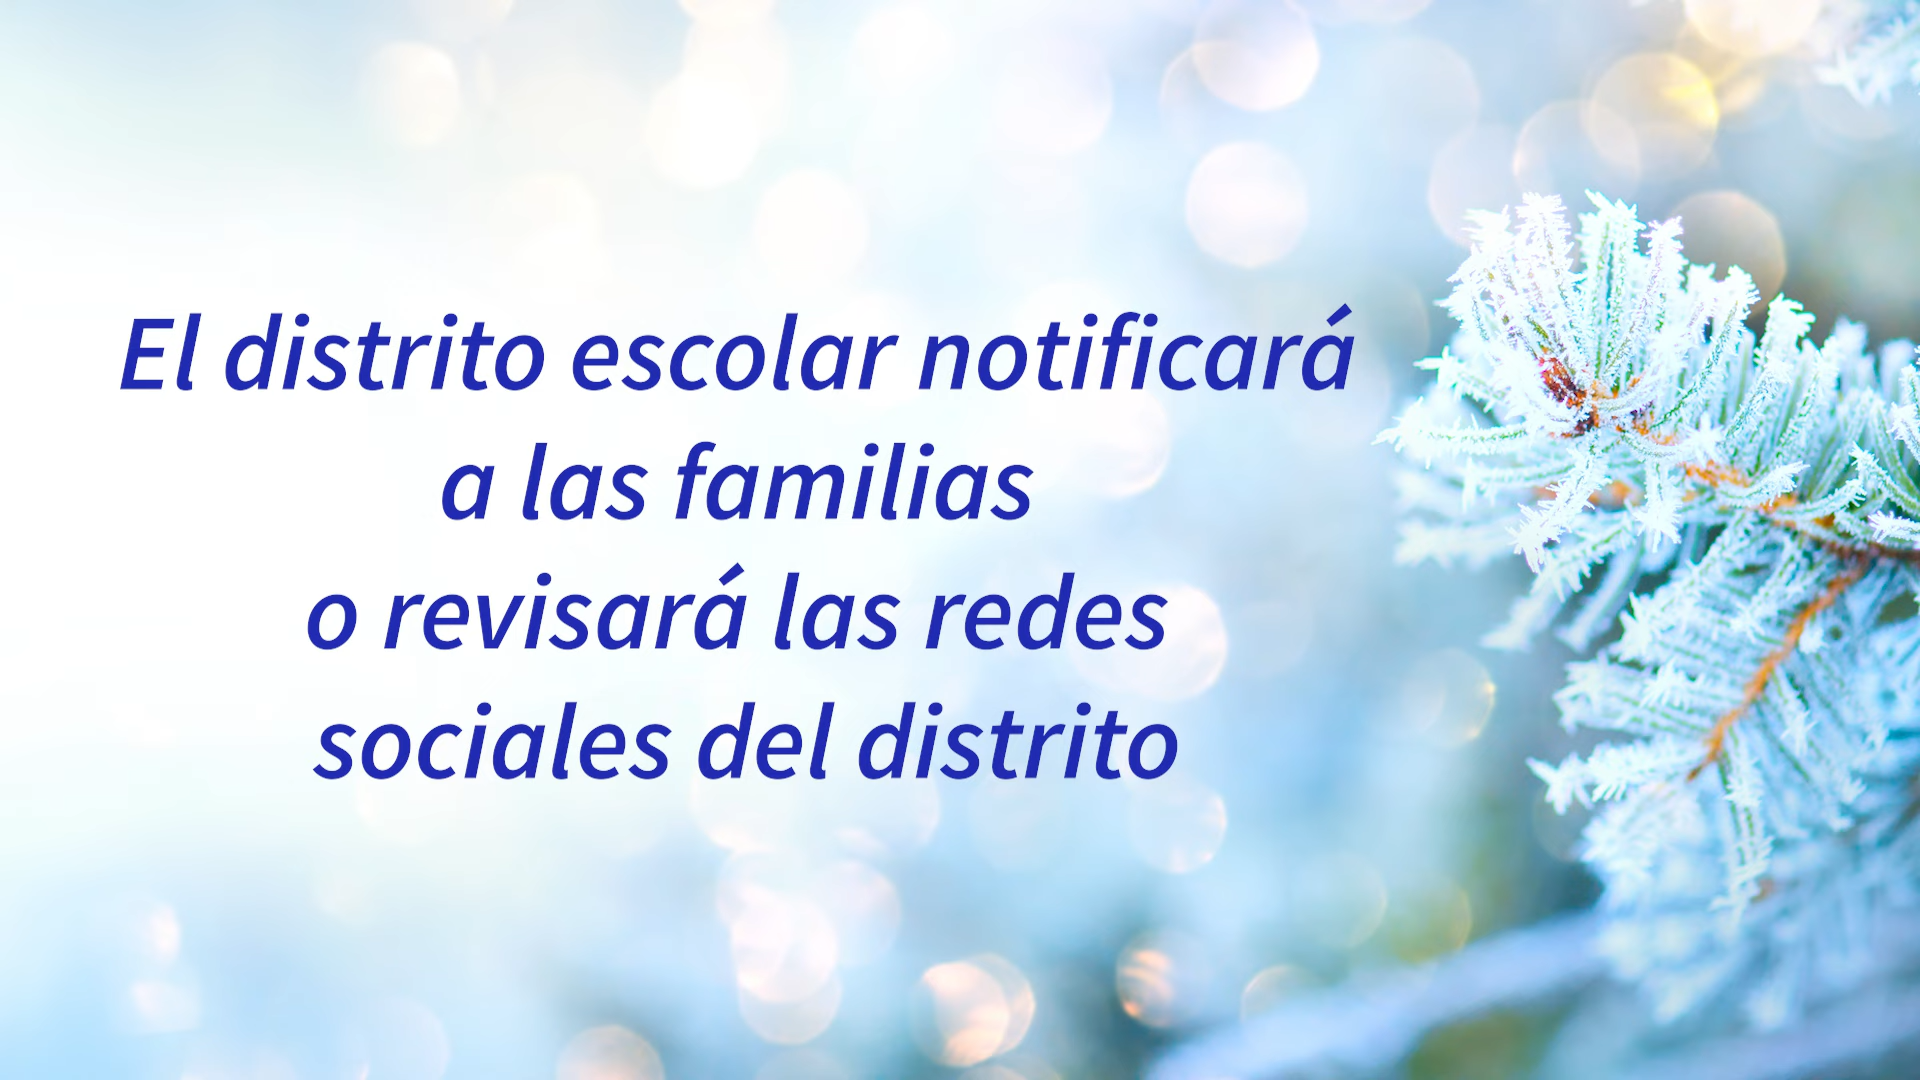 El distrito escolar notificará
a las familias
o revisará las redes
sociales del distrito